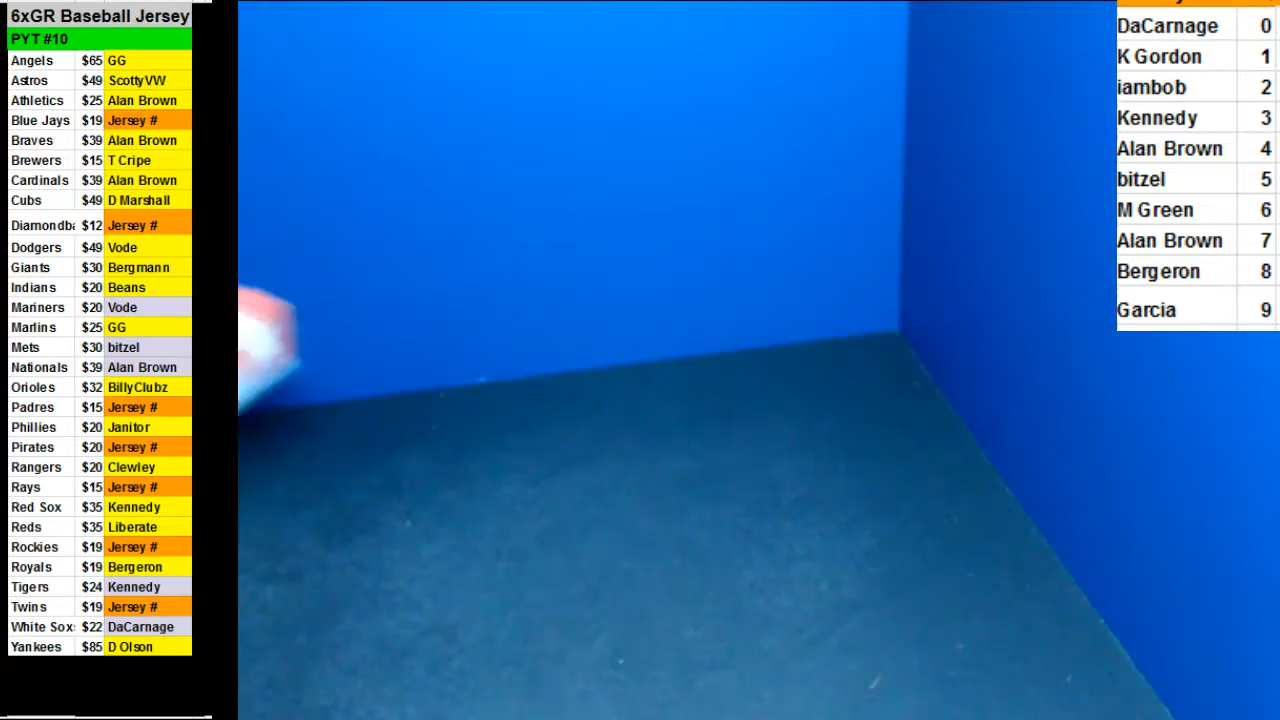 6xGR Baseball Jersey
PYT #10
Angels $65 GG
Astros $49 ScottyVW
Athletics $25 Alan Brown
Blue Jays $19 Jersey #
Braves $39 Alan Brown
Brewers $15 T Cripe
Cardinals $39 Alan Brown
Cubs $49 D Marshall
Diamondba $12 Jersey #
Dodgers $49 Vode
Giants $30 Bergmann
Indians $20 Beans
Mariners $20 Vode
Marlins $25 GG
Mets $30 bitzel
Nationals $39 Alan Brown
Orioles $32 BillyClubz
Padres $15 Jersey #
Phillies $20 Janitor
Pirates $20 Jersey #
Rangers $20 Clewley
Rays $15 Jersey #
Red Sox $35 Kennedy
Reds $35 Liberate
Rockies $19 Jersey #
Royals $19 Bergeron
Tigers $24 Kennedy
Twins $19 Jersey #
White Sox $22 DaCarnage
Yankees $85 D Olson
DaCarnage 0
K Gordon 1
iambob 2
Kennedy 3
Alan Brown 4
bitzel 5
M Green 6
Alan Brown 7
Bergeron 8
Garcia 9